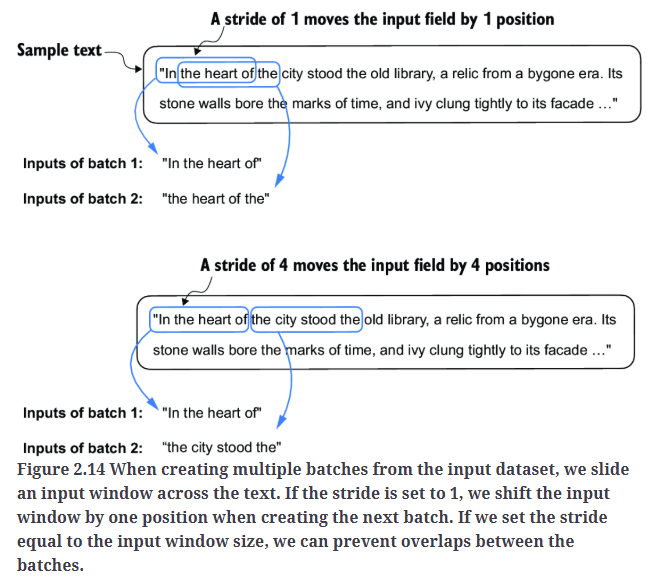 A stride of 1 moves the input field by 1 position
Sample text
"In the heart of the city stood the old library, a relic from a bygone era. Its
stone walls bore the marks of time, and ivy clung tightly to its facade ..."
Inputs of batch 1: "In the heart of"
Inputs of batch 2: "the heart of the"
A stride of 4 moves the input field by 4 positions
"In the heart of the city stood the old library, a relic from a bygone era. Its
stone walls bore the marks of time, and ivy clung tightly to its facade ..."
Inputs of batch 1: "In the heart of"
Inputs of batch 2: "the city stood the"
Figure 2.14 When creating multiple batches from the input dataset, we slide
an input window across the text. If the stride is set to 1, we shift the input
window by one position when creating the next batch. If we set the stride
equal to the input window size, we can prevent overlaps between the
batches.